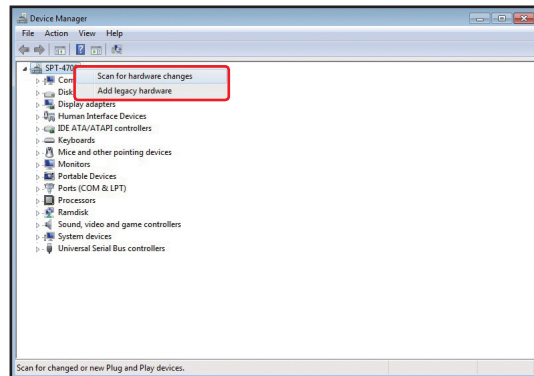 Device Manager
File Action View Help
SPT-470
Scan for hardware changes
Add legacy hardware
Com
Disk
Display adapters
Human Interface Devices
IDE ATA/ATAPI controllers
Keyboards
Mice and other pointing devices
Monitors
Portable Devices
Ports (COM & LPT)
Processors
Ramdisk
Sound, video and game controllers
System devices
Universal Serial Bus controllers
Scan for changed or new Plug and Play devices.